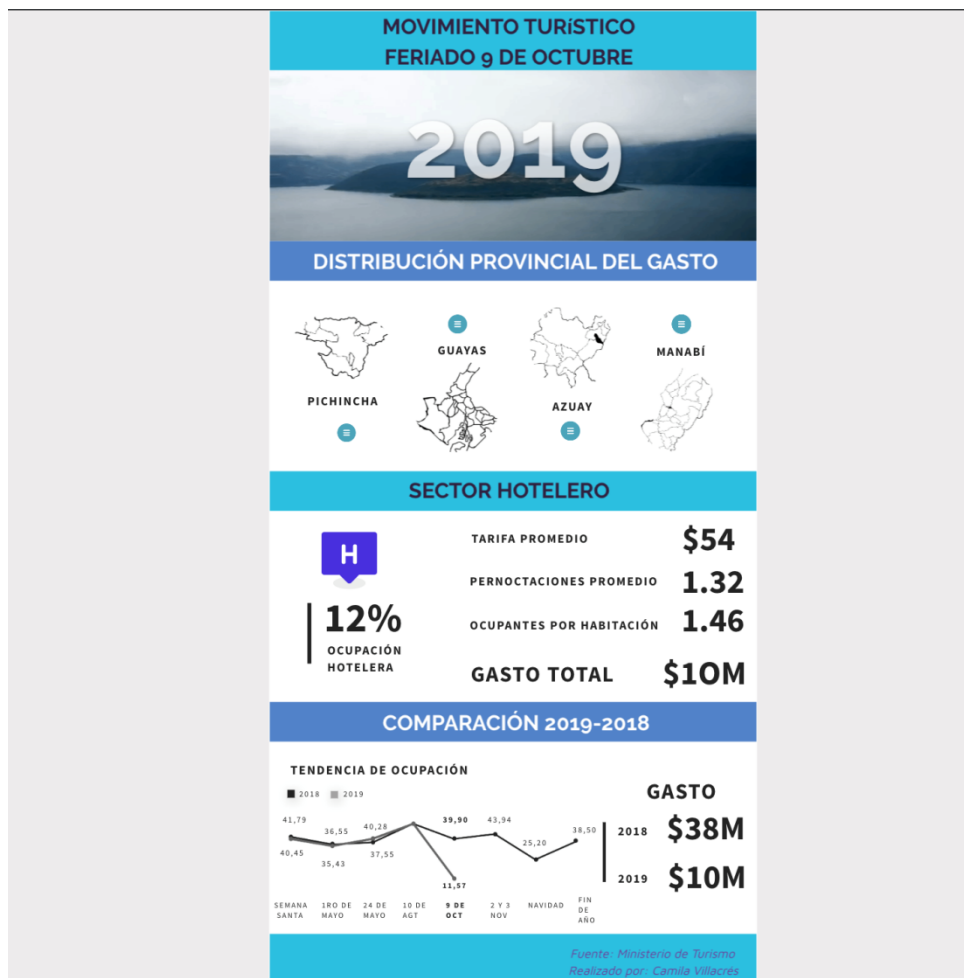 MOVIMIENTO TURíSTICO
FERIADO 9 DE OCTUBRE
2019
DISTRIBUCIÓN PROVINCIAL DEL GASTO
PICHINCHA
GUAYAS
AZUAY
MANABÍ
SECTOR HOTELERO
H
12%
OCUPACIÓN
HOTELERA
TARIFA PROMEDIO $54
PERNOCTACIONES PROMEDIO 1.32
OCUPANTES POR HABITACIÓN 1.46
GASTO TOTAL $1OM
COMPARACIÓN 2019-2018
TENDENCIA DE OCUPACIÓN
2018 2019
41,79 36,55 40,28 39,90 43,94 25,20 38,50
40,45 35,43 37,55 11,57
SEMANA SANTA
1RO DE MAYO
24 DE MAYO
10 DE AGT
9 DE OCT
2 Y 3 NOV
NAVIDAD
FIN DE AÑO
GASTO
2018 $38M
2019 $10M
Fuente: Ministerio de Turismo
Realizado por: Camila Villacrés